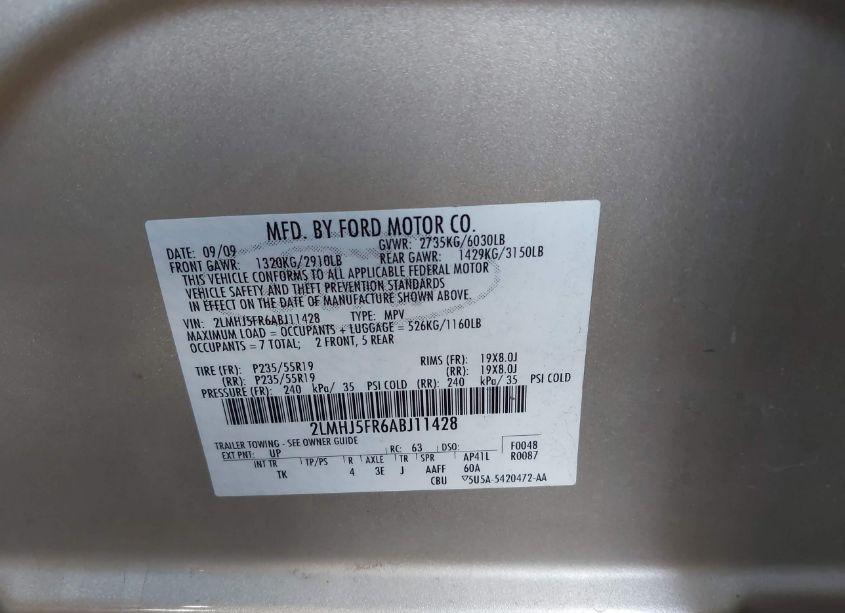 MFD. BY FORD MOTOR CO.
DATE: 09/09 GVWR: 2735KG/6030LB
FRONT GAWR: 1320KG/2910LB REAR GAWR: 1429KG/3150LB
THIS VEHICLE CONFORMS TO ALL APPLICABLE FEDERAL MOTOR
VEHICLE SAFETY AND THEFT PREVENTION STANDARDS
IN EFFECT ON THE DATE OF MANUFACTURE SHOWN ABOVE.
VIN: 2LMHJ5FR6ABJ11428 TYPE: MPV
MAXIMUM LOAD = OCCUPANTS + LUGGAGE = 526KG/1160LB
OCCUPANTS = 7 TOTAL; 2 FRONT, 5 REAR
TIRE (FR): P235/55R19 RIMS (FR): 19X8.0J
(RR): P235/55R19 (RR): 19X8.0J
PRESSURE (FR): 240 kPa/ 35 PSI COLD (RR): 240 kPa/ 35 PSI COLD
2LMHJ5FR6ABJ11428
TRAILER TOWING - SEE OWNER GUIDE
EXT PNT: UP RC: 63 DSO: F0048
INT TR TP/PS R AXLE TR SPR AP41L R0087
TK 4 3E J AAFF 60A
CBU 5U5A-5420472-AA